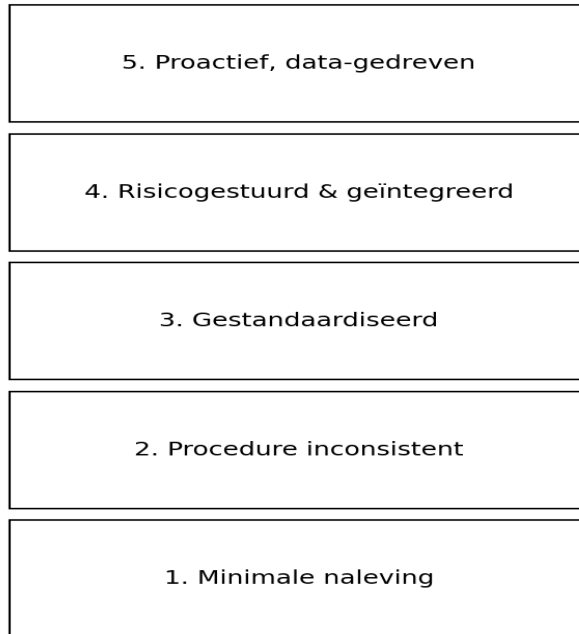 5. Proactief, data-gedreven
4. Risicogestuurd & geïntegreerd
3. Gestandaardiseerd
2. Procedure inconsistent
1. Minimale naleving